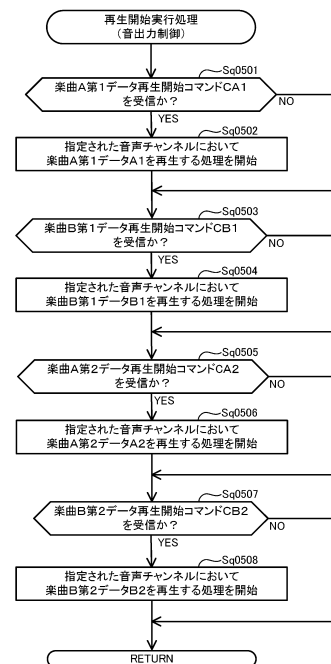 再生開始実行処理
(音出力制御)
Sq0501
楽曲A第1データ再生開始コマンドCA1
を受信か?
NO
YES
Sq0502
指定された音声チャンネルにおいて
楽曲A第1データA1を再生する処理を開始
Sq0503
楽曲B第1データ再生開始コマンドCB1
を受信か?
NO
YES
Sq0504
指定された音声チャンネルにおいて
楽曲B第1データB1を再生する処理を開始
Sq0505
楽曲A第2データ再生開始コマンドCA2
を受信か?
NO
YES
Sq0506
指定された音声チャンネルにおいて
楽曲A第2データA2を再生する処理を開始
Sq0507
楽曲B第2データ再生開始コマンドCB2
を受信か?
NO
YES
Sq0508
指定された音声チャンネルにおいて
楽曲B第2データB2を再生する処理を開始
RETURN